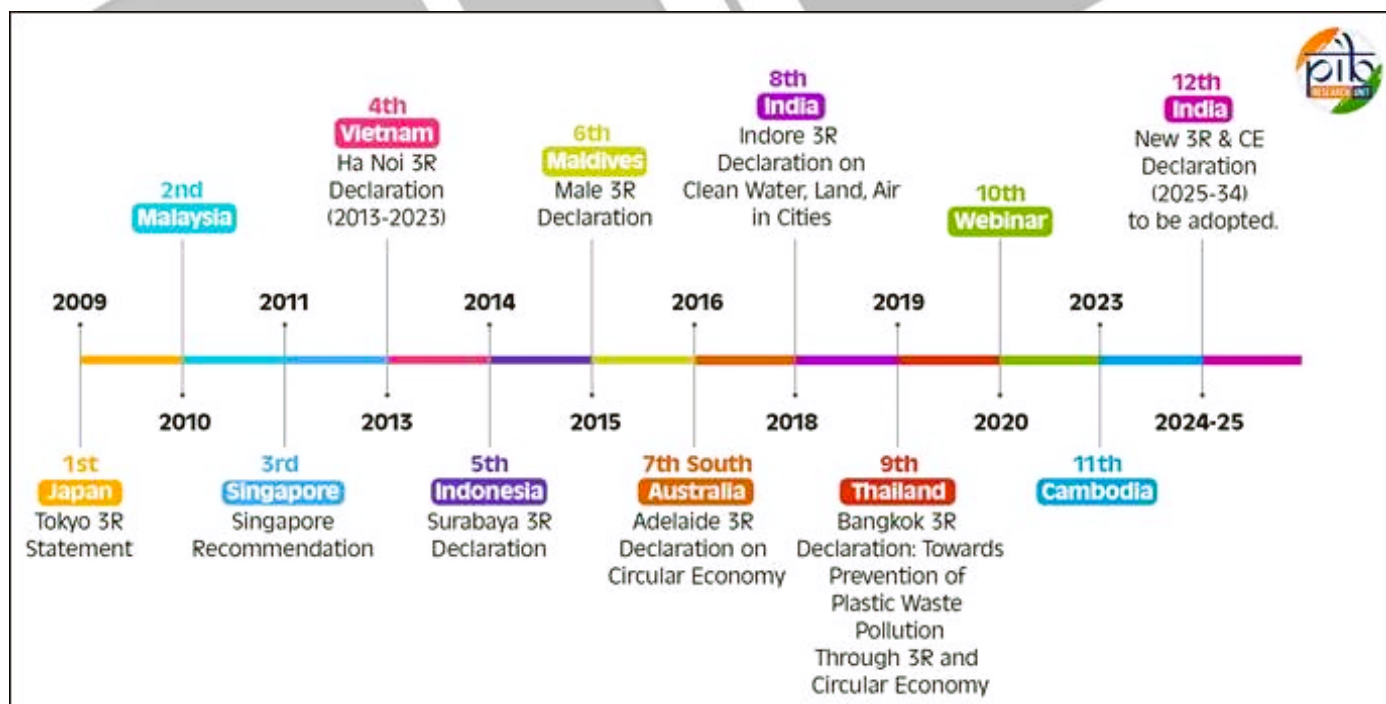 pib
RESEARCH UNIT
4th
Vietnam
Ha Noi 3R
Declaration
(2013-2023)
2nd
Malaysia
6th
Maldives
Male 3R
Declaration
8th
India
Indore 3R
Declaration on
Clean Water, Land, Air
in Cities
10th
Webinar
12th
India
New 3R & CE
Declaration
(2025-34)
to be adopted.
2009
2011
2014
2016
2019
2023
2010
2013
2015
2018
2020
2024-25
1st
Japan
Tokyo 3R
Statement
3rd
Singapore
Singapore
Recommendation
5th
Indonesia
Surabaya 3R
Declaration
7th South
Australia
Adelaide 3R
Declaration on
Circular Economy
9th
Thailand
Bangkok 3R
Declaration: Towards
Prevention of
Plastic Waste
Pollution
Through 3R and
Circular Economy
11th
Cambodia